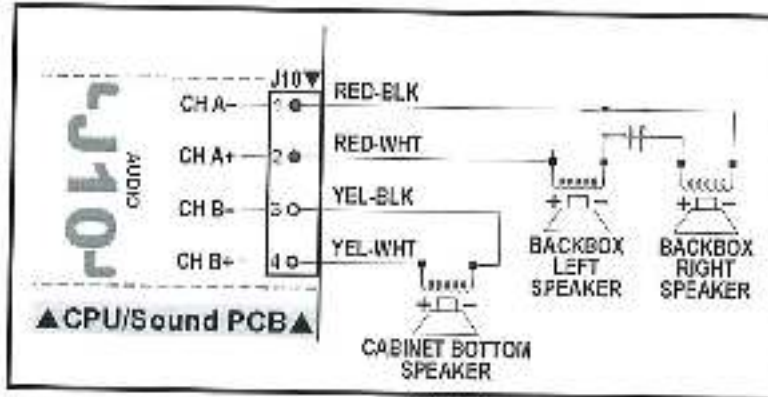 J10▼
CH A- 1 RED-BLK
CH A+ 2 RED-WHT
CH B- 3 YEL-BLK
CH B+ 4 YEL-WHT
J10
AUDIO
▲CPU/Sound PCB▲
+ -
BACKBOX
LEFT
SPEAKER
+ -
BACKBOX
RIGHT
SPEAKER
+ -
CABINET BOTTOM
SPEAKER